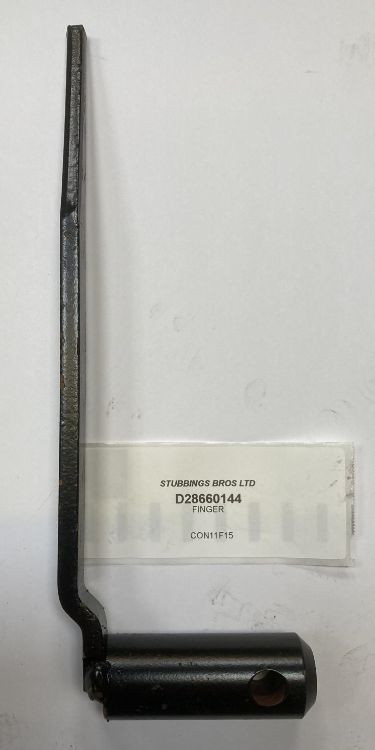 STUBBINGS BROS LTD
D28660144
FINGER
CON11F15